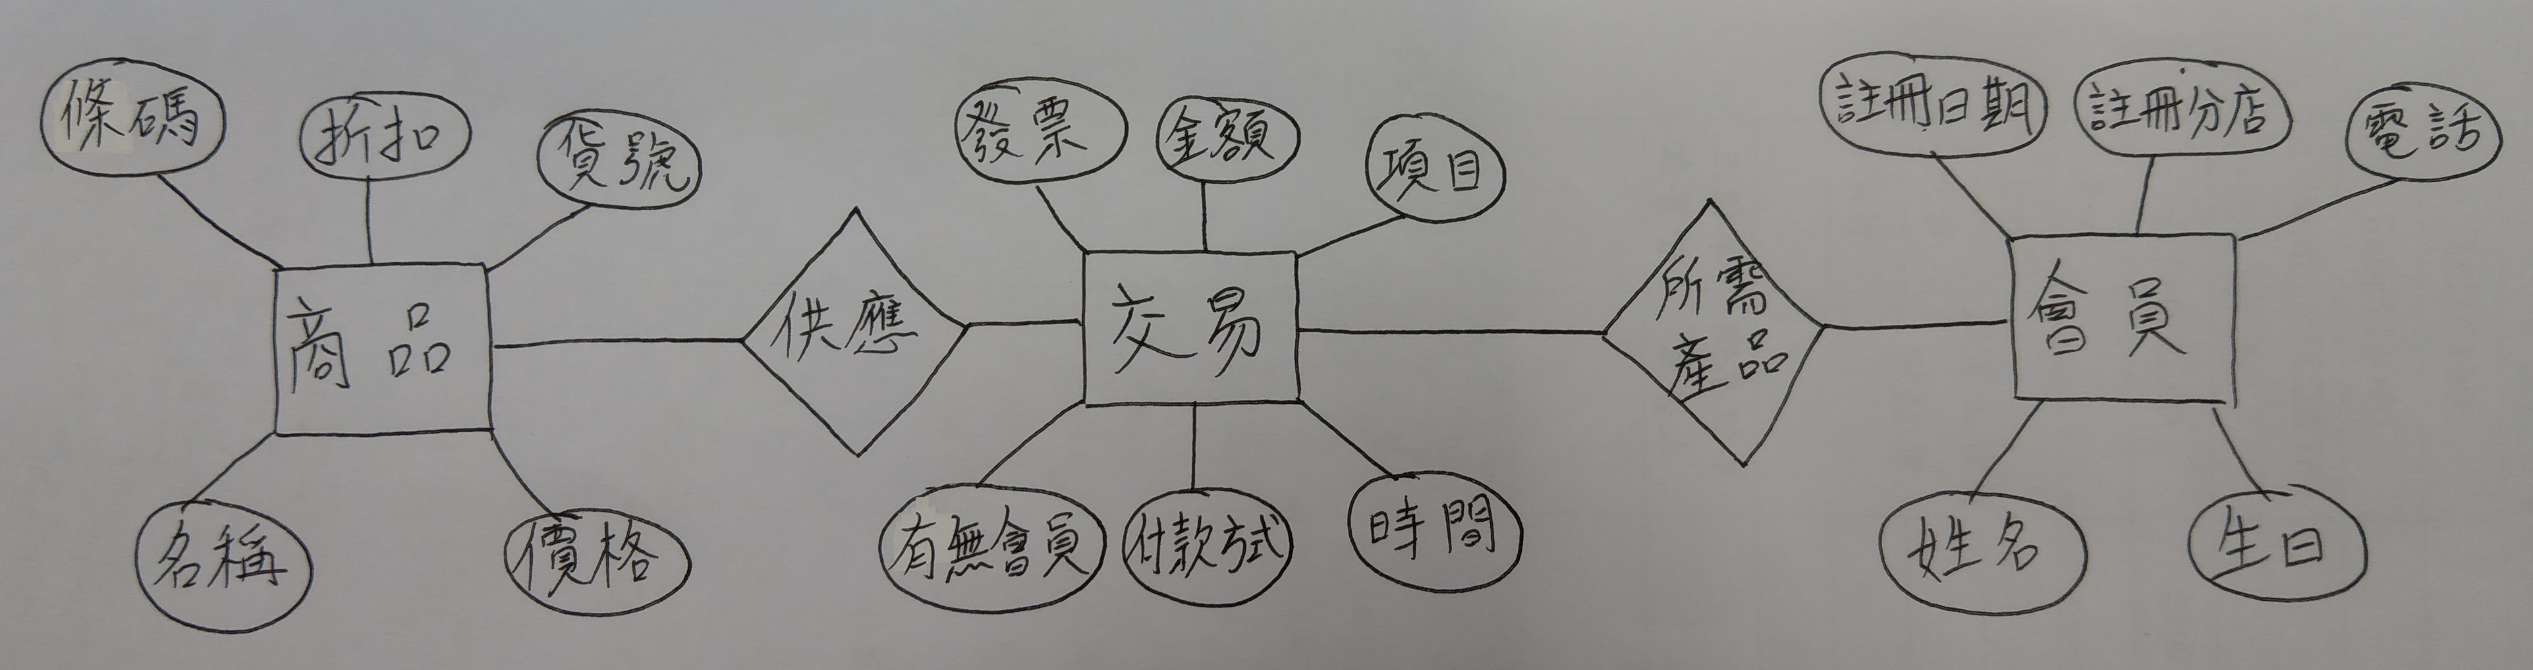 條碼
折扣
貨號
發票
金額
項目
註冊日期
註冊分店
電話
商品
供應
交易
所需
產品
會員
名稱
價格
有無會員
付款方式
時間
姓名
生日